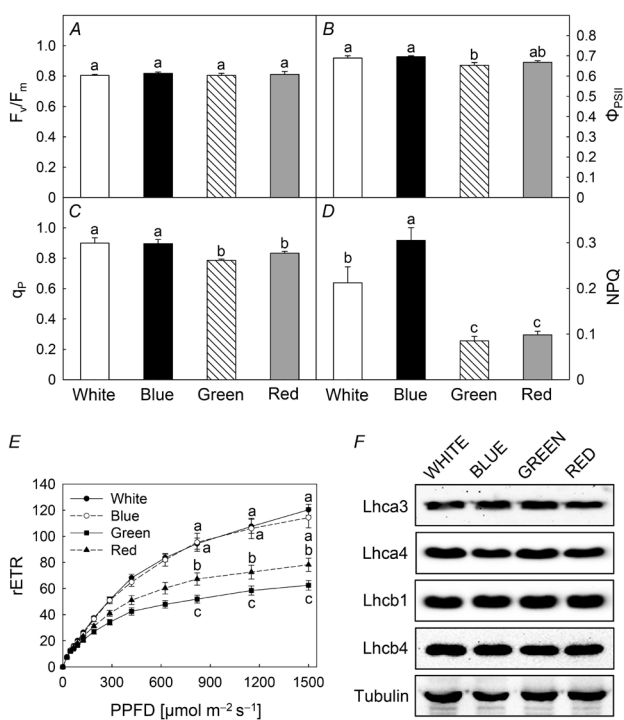 A
B
a a a a
a a b ab
Fv/Fm
1.0
0.8
0.6
0.4
0.2
0
0.8
0.7
0.6
0.5
0.4
0.3
0.2
0.1
0
ΦPSII
C
D
a a b b
b a c c
qP
1.0
0.8
0.6
0.4
0.2
0
0.3
0.2
0.1
0
NPQ
White Blue Green Red
White Blue Green Red
E
rETR
140
120
100
80
60
40
20
0
White
Blue
Green
Red
a a a
a a a
b b b
c c c
0 300 600 900 1200 1500
PPFD [µmol m⁻² s⁻¹]
F
WHITE BLUE GREEN RED
Lhca3
Lhca4
Lhcb1
Lhcb4
Tubulin